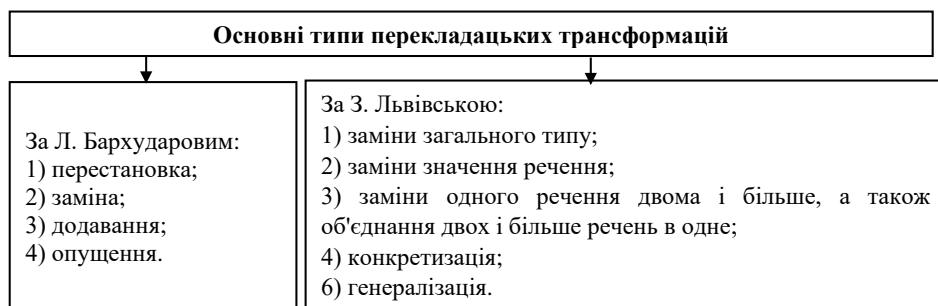 Основні типи перекладацьких трансформацій
За Л. Бархударовим:
1) перестановка;
2) заміна;
3) додавання;
4) опущення.
За З. Львівською:
1) заміни загального типу;
2) заміни значення речення;
3) заміни одного речення двома і більше, а також
об'єднання двох і більше речень в одне;
4) конкретизація;
6) генералізація.